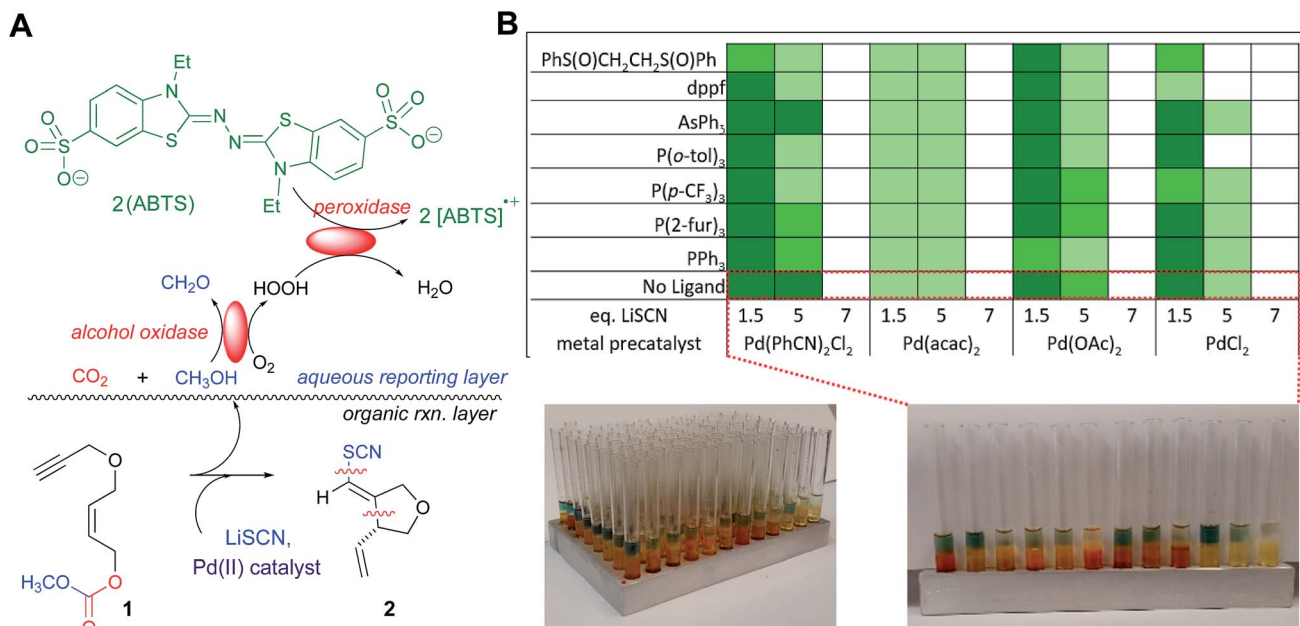 A
Et
N
S
N
N
S
N
Et
O
O
S
O⊖
O
O
S
O⊖
2(ABTS)
peroxidase
2 [ABTS]•+
CH₂O
HOOH
H₂O
alcohol oxidase
O₂
CO₂ + CH₃OH
aqueous reporting layer
organic rxn. layer
O
O
O
H₃CO
O
1
LiSCN,
Pd(II) catalyst
SCN
H
O
2
B
PhS(O)CH₂CH₂S(O)Ph
dppf
AsPh₃
P(o-tol)₃
P(p-CF₃)₃
P(2-fur)₃
PPh₃
No Ligand
eq. LiSCN 1.5 5 7 1.5 5 7 1.5 5 7 1.5 5 7
metal precatalyst Pd(PhCN)₂Cl₂ Pd(acac)₂ Pd(OAc)₂ PdCl₂